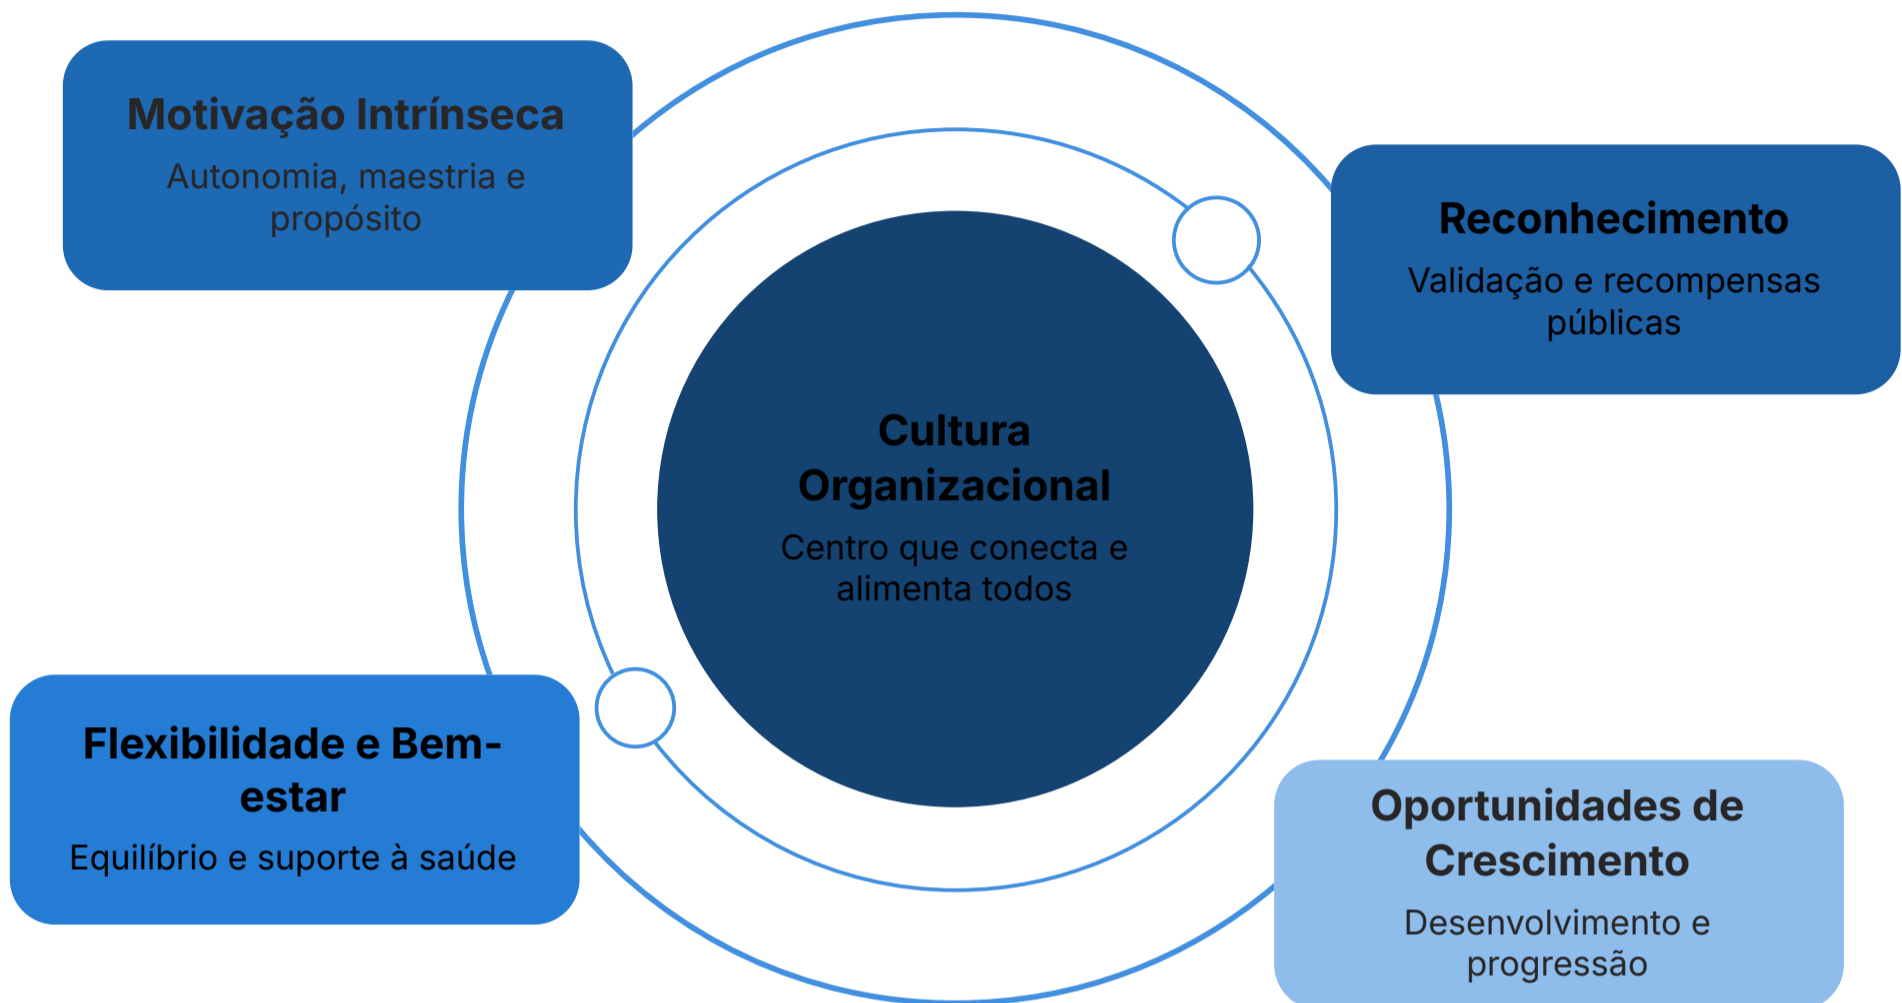 Motivação Intrínseca
Autonomia, maestria e
propósito
Reconhecimento
Validação e recompensas
públicas
Cultura
Organizacional
Centro que conecta e
alimenta todos
Flexibilidade e Bem-
estar
Equilíbrio e suporte à saúde
Oportunidades de
Crescimento
Desenvolvimento e
progressão